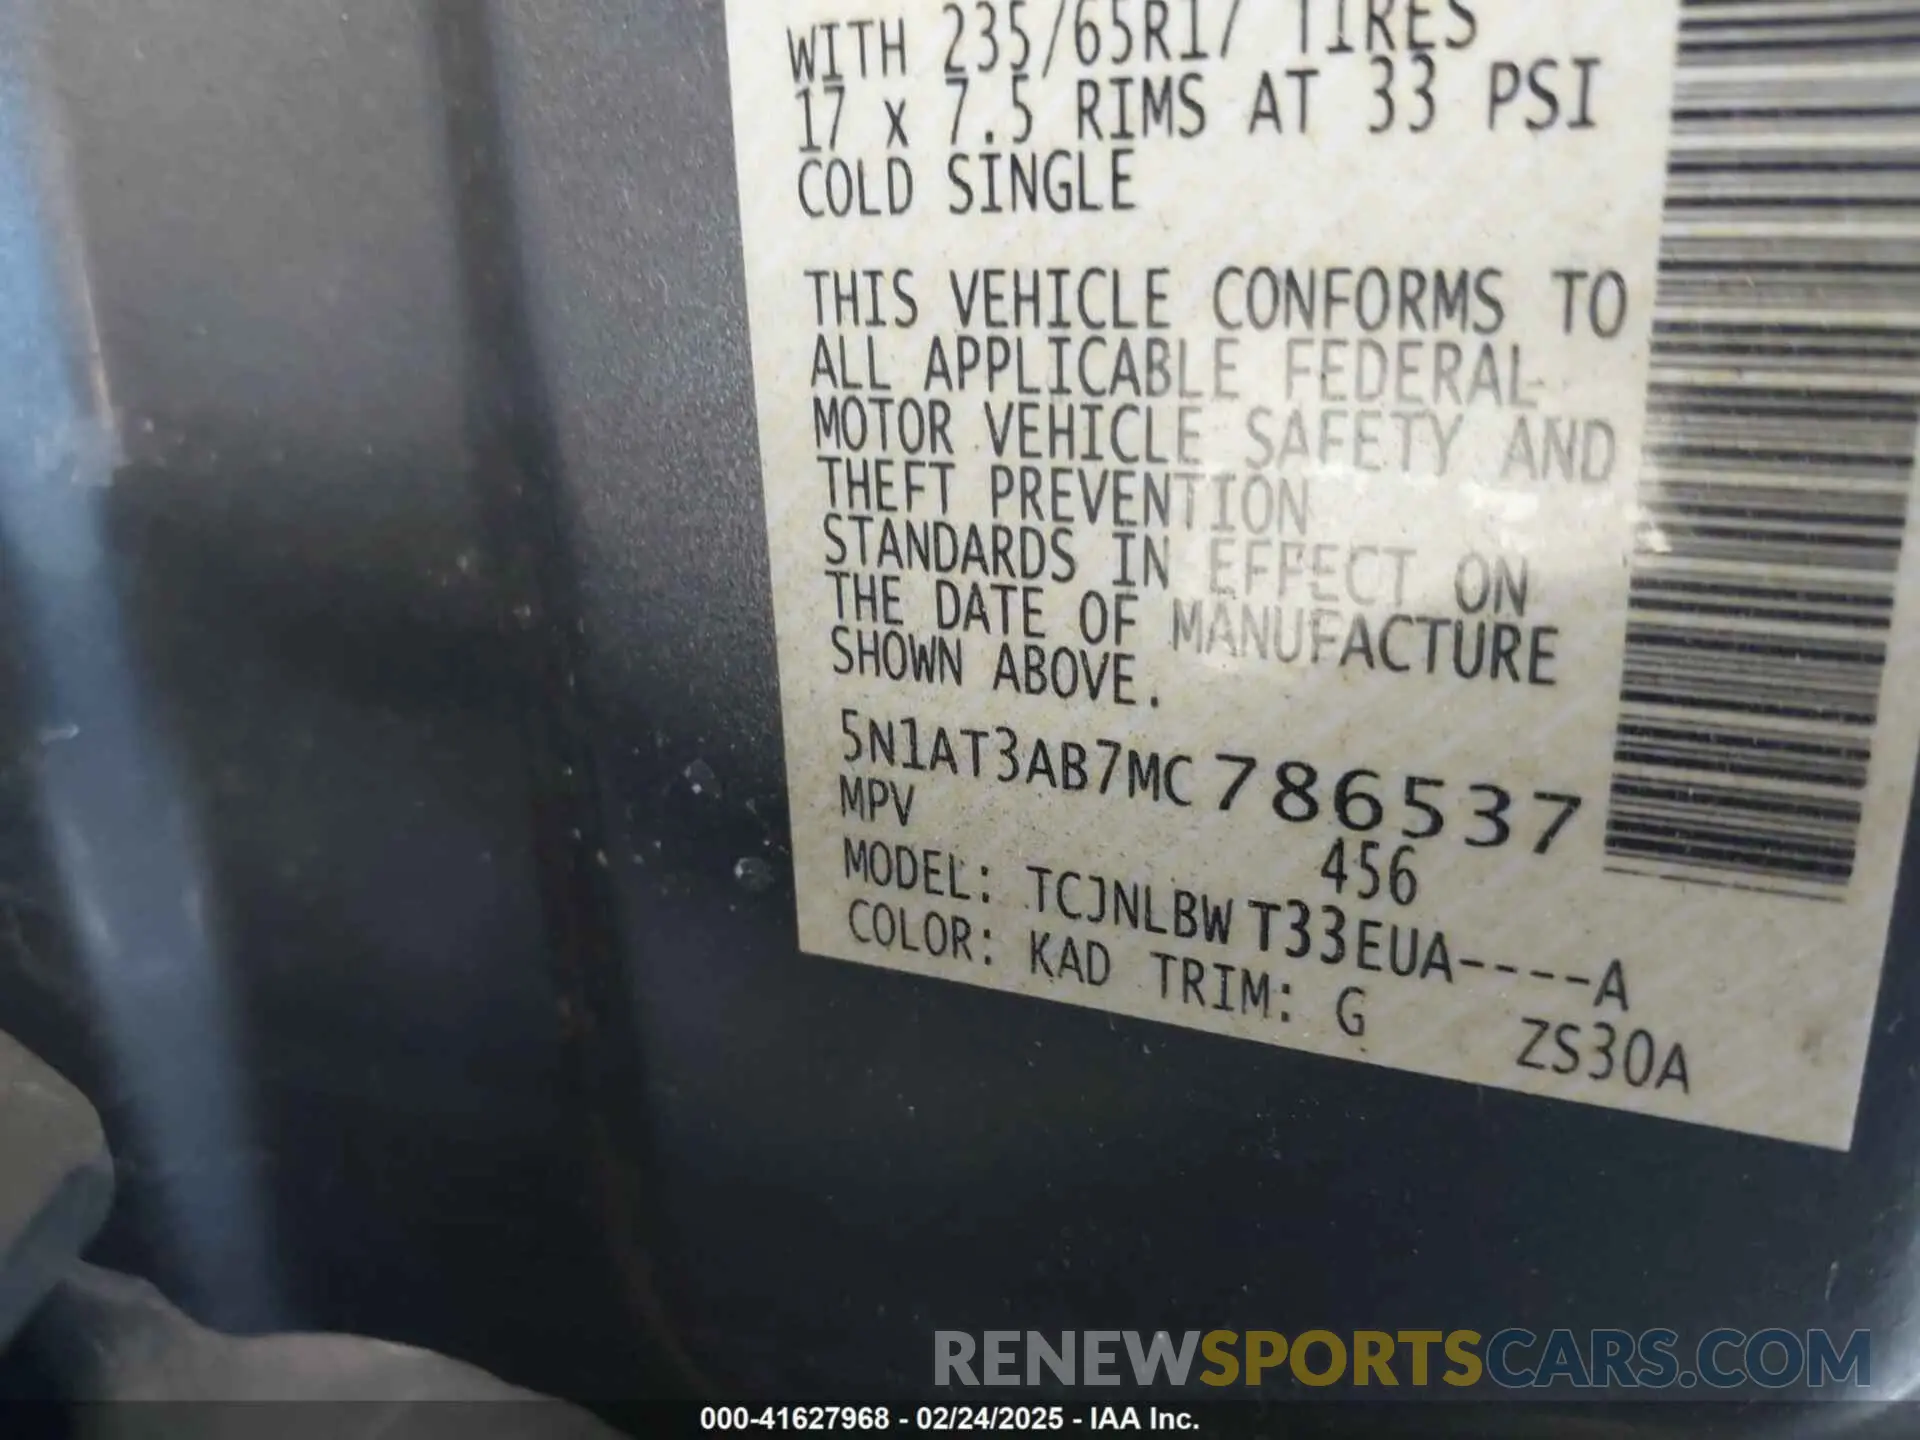 WITH 235/65R17 TIRES
17 x 7.5 RIMS AT 33 PSI
COLD SINGLE
THIS VEHICLE CONFORMS TO
ALL APPLICABLE FEDERAL
MOTOR VEHICLE SAFETY AND
THEFT PREVENTION
STANDARDS IN EFFECT ON
THE DATE OF MANUFACTURE
SHOWN ABOVE.
5N1AT3AB7MC786537
MPV 456
MODEL: TCJNLBW T33EUA----A
COLOR: KAD TRIM: G ZS30A
RENEWSPORTSCARS.COM
000-41627968 - 02/24/2025 - IAA Inc.